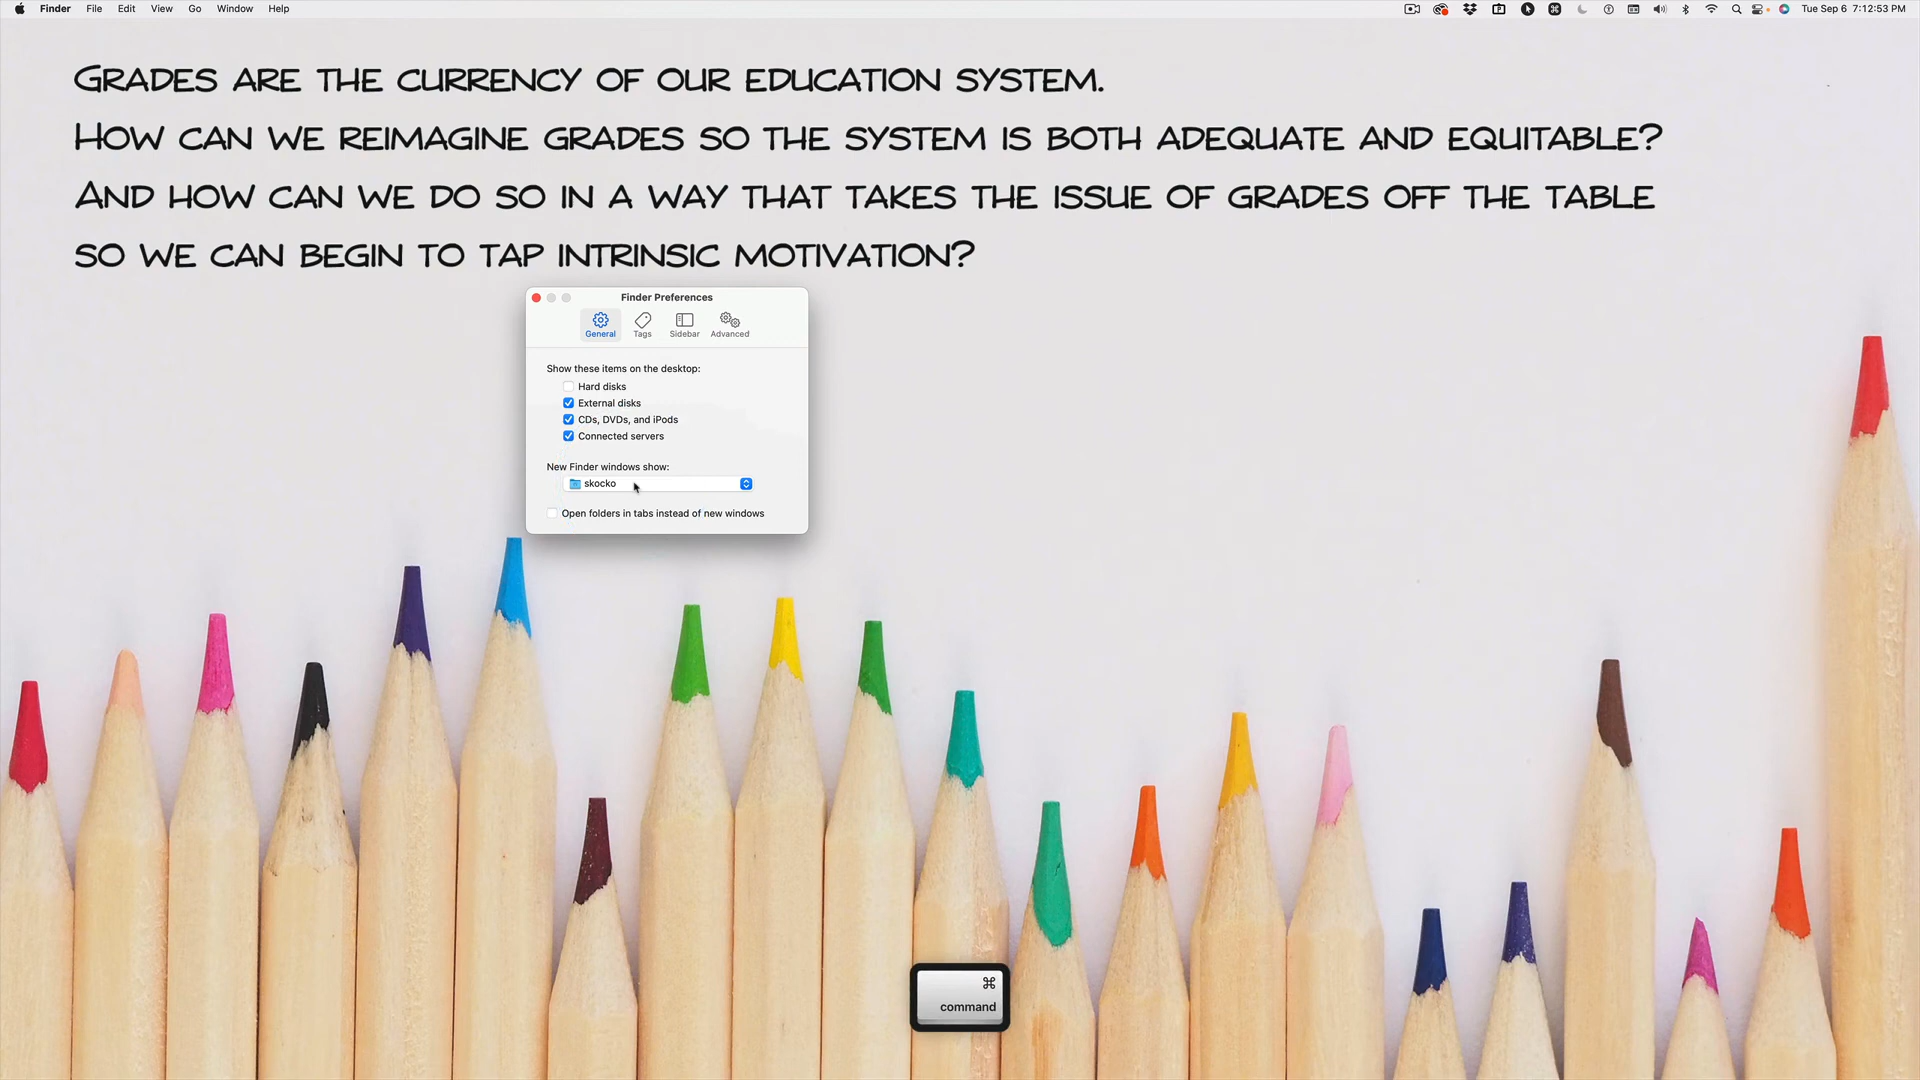 Finder File Edit View Go Window Help Tue Sep 6 7:12:53 PM
GRADES ARE THE CURRENCY OF OUR EDUCATION SYSTEM.
HOW CAN WE REIMAGINE GRADES SO THE SYSTEM IS BOTH ADEQUATE AND EQUITABLE?
AND HOW CAN WE DO SO IN A WAY THAT TAKES THE ISSUE OF GRADES OFF THE TABLE
SO WE CAN BEGIN TO TAP INTRINSIC MOTIVATION?
Finder Preferences
General Tags Sidebar Advanced
Show these items on the desktop:
Hard disks
External disks
CDs, DVDs, and iPods
Connected servers
New Finder windows show:
skocko
Open folders in tabs instead of new windows
⌘
command